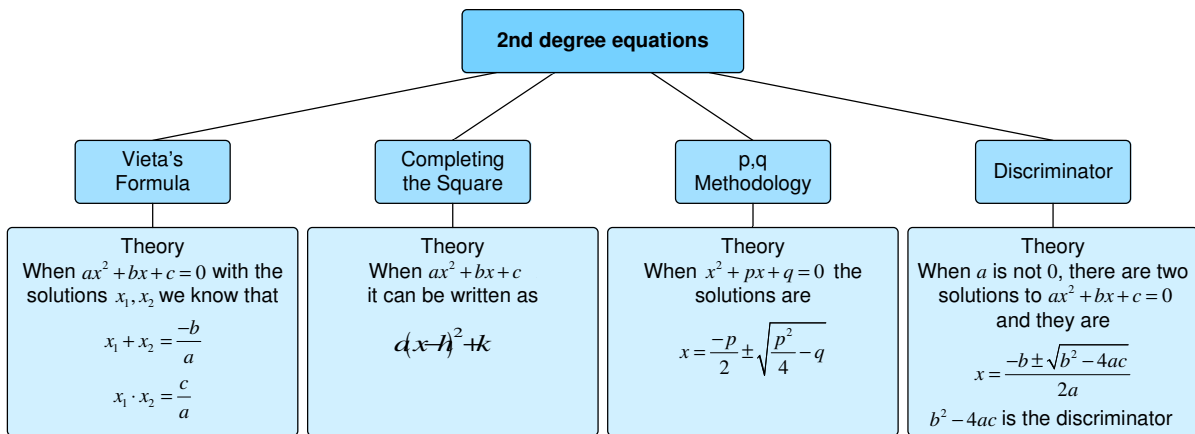 2nd degree equations
Vieta's
Formula
Completing
the Square
p,q
Methodology
Discriminator
Theory
When ax² + bx + c = 0 with the
solutions x₁, x₂ we know that
x₁ + x₂ = -b/a
x₁ · x₂ = c/a
Theory
When ax² + bx + c
it can be written as
a(x-h)² + k
Theory
When x² + px + q = 0 the
solutions are
x = -p/2 ± √(p²/4 - q)
Theory
When a is not 0, there are two
solutions to ax² + bx + c = 0
and they are
x = (-b ± √(b² - 4ac))/2a
b² - 4ac is the discriminator